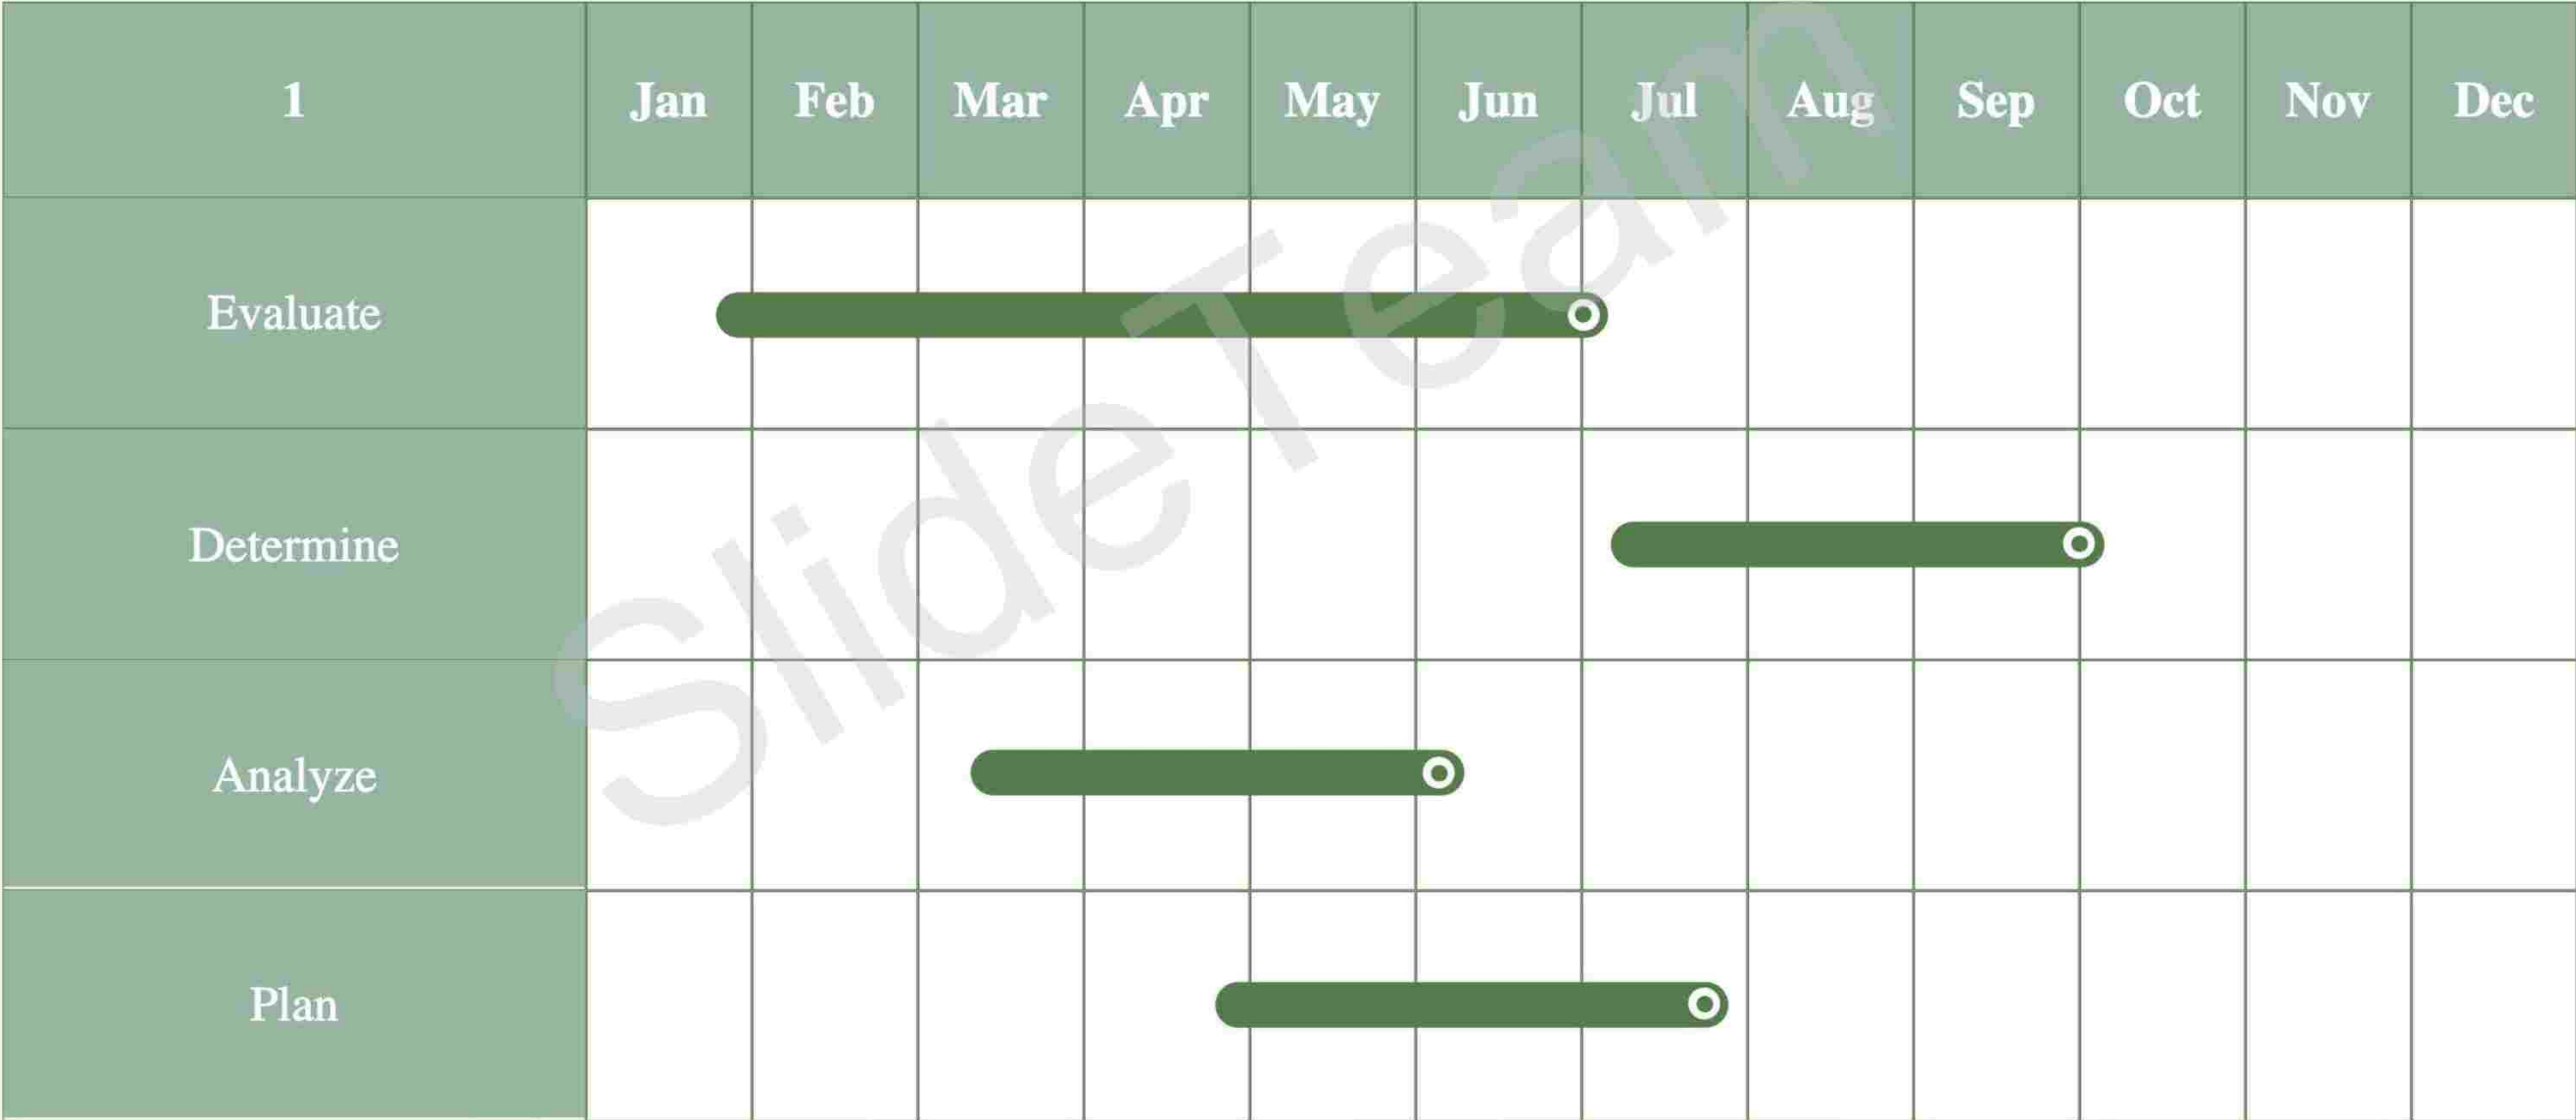 1 Jan Feb Mar Apr May Jun Jul Aug Sep Oct Nov Dec
Evaluate
Determine
Analyze
Plan
SlideTeam